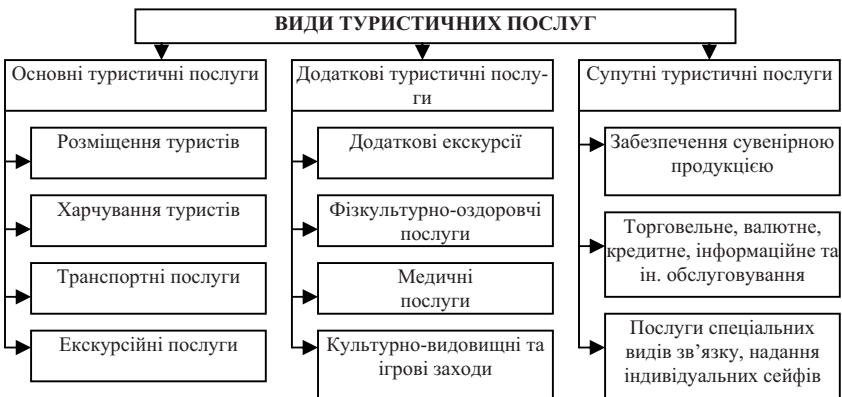 ВИДИ ТУРИСТИЧНИХ ПОСЛУГ
Основні туристичні послуги
Розміщення туристів
Харчування туристів
Транспортні послуги
Екскурсійні послуги
Додаткові туристичні послу-
ги
Додаткові екскурсії
Фізкультурно-оздоровчі
послуги
Медичні
послуги
Культурно-видовищні та
ігрові заходи
Супутні туристичні послуги
Забезпечення сувенірною
продукцією
Торговельне, валютне,
кредитне, інформаційне та
ін. обслуговування
Послуги спеціальних
видів зв’язку, надання
індивідуальних сейфів